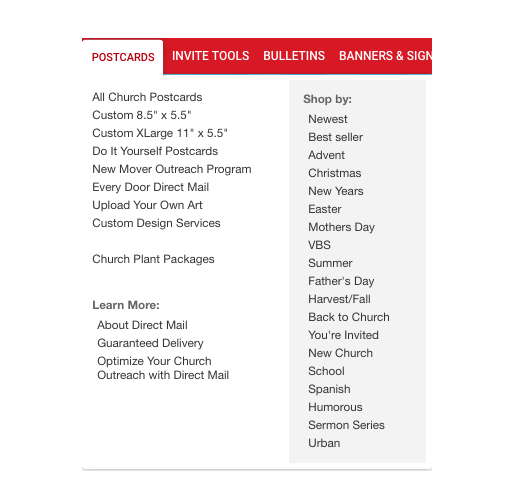 POSTCARDS INVITE TOOLS BULLETINS BANNERS & SIGN
All Church Postcards
Custom 8.5" x 5.5"
Custom XLarge 11" x 5.5"
Do It Yourself Postcards
New Mover Outreach Program
Every Door Direct Mail
Upload Your Own Art
Custom Design Services
Church Plant Packages
Learn More:
About Direct Mail
Guaranteed Delivery
Optimize Your Church
Outreach with Direct Mail
Shop by:
Newest
Best seller
Advent
Christmas
New Years
Easter
Mothers Day
VBS
Summer
Father's Day
Harvest/Fall
Back to Church
You're Invited
New Church
School
Spanish
Humorous
Sermon Series
Urban